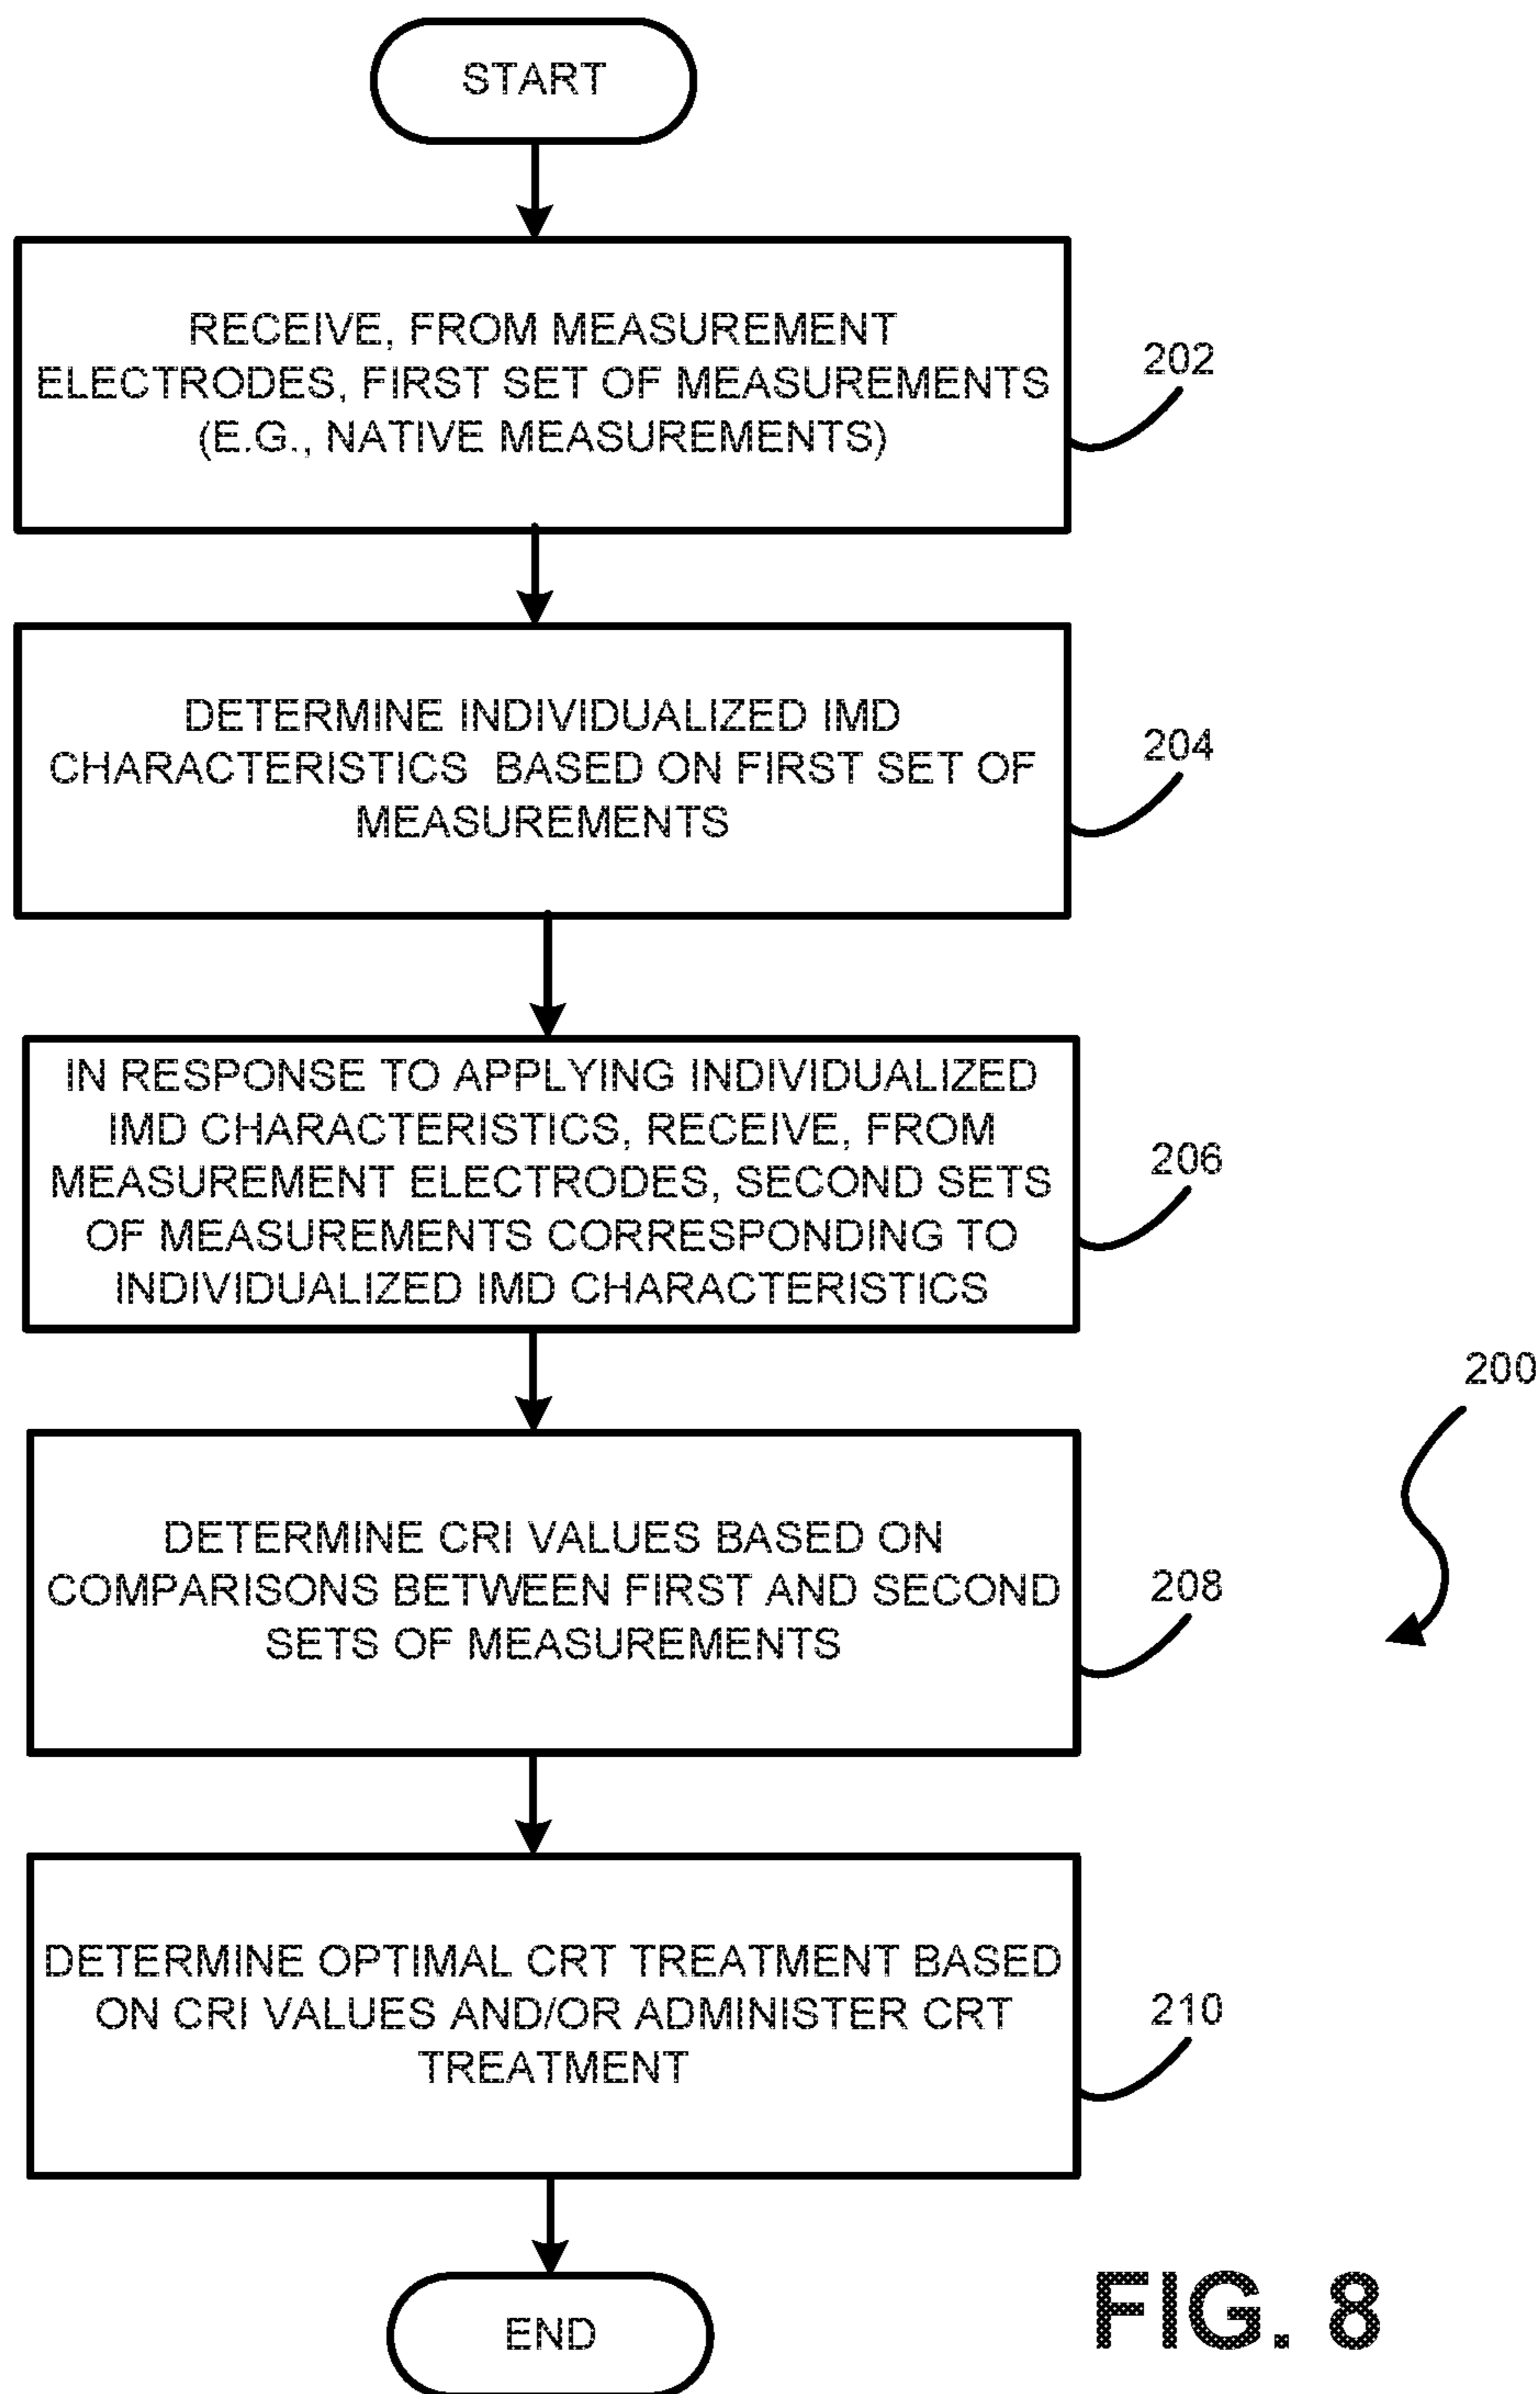 START
RECEIVE, FROM MEASUREMENT
ELECTRODES, FIRST SET OF MEASUREMENTS
(E.G., NATIVE MEASUREMENTS)
202
DETERMINE INDIVIDUALIZED IMD
CHARACTERISTICS BASED ON FIRST SET OF
MEASUREMENTS
204
IN RESPONSE TO APPLYING INDIVIDUALIZED
IMD CHARACTERISTICS, RECEIVE, FROM
MEASUREMENT ELECTRODES, SECOND SETS
OF MEASUREMENTS CORRESPONDING TO
INDIVIDUALIZED IMD CHARACTERISTICS
206
200
DETERMINE CRI VALUES BASED ON
COMPARISONS BETWEEN FIRST AND SECOND
SETS OF MEASUREMENTS
208
DETERMINE OPTIMAL CRT TREATMENT BASED
ON CRI VALUES AND/OR ADMINISTER CRT
TREATMENT
210
END
FIG. 8